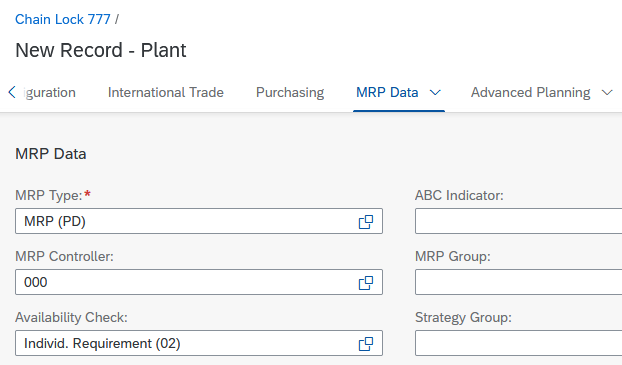 Chain Lock 777 /
New Record - Plant
guration International Trade Purchasing MRP Data Advanced Planning
MRP Data
MRP Type:* ABC Indicator:
MRP (PD)
MRP Controller: MRP Group:
000
Availability Check: Strategy Group:
Individ. Requirement (02)